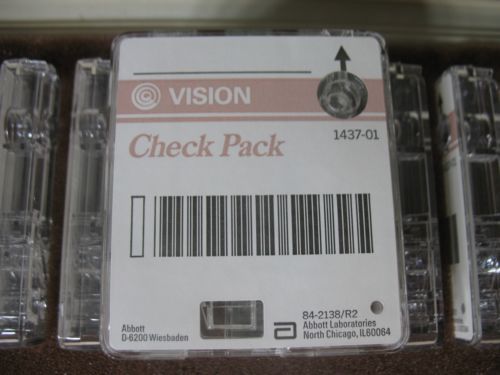 VISION
Check Pack
1437-01
84-2138/R2
Abbott
Abbott Laboratories
D-6200 Wiesbaden
North Chicago, IL60064